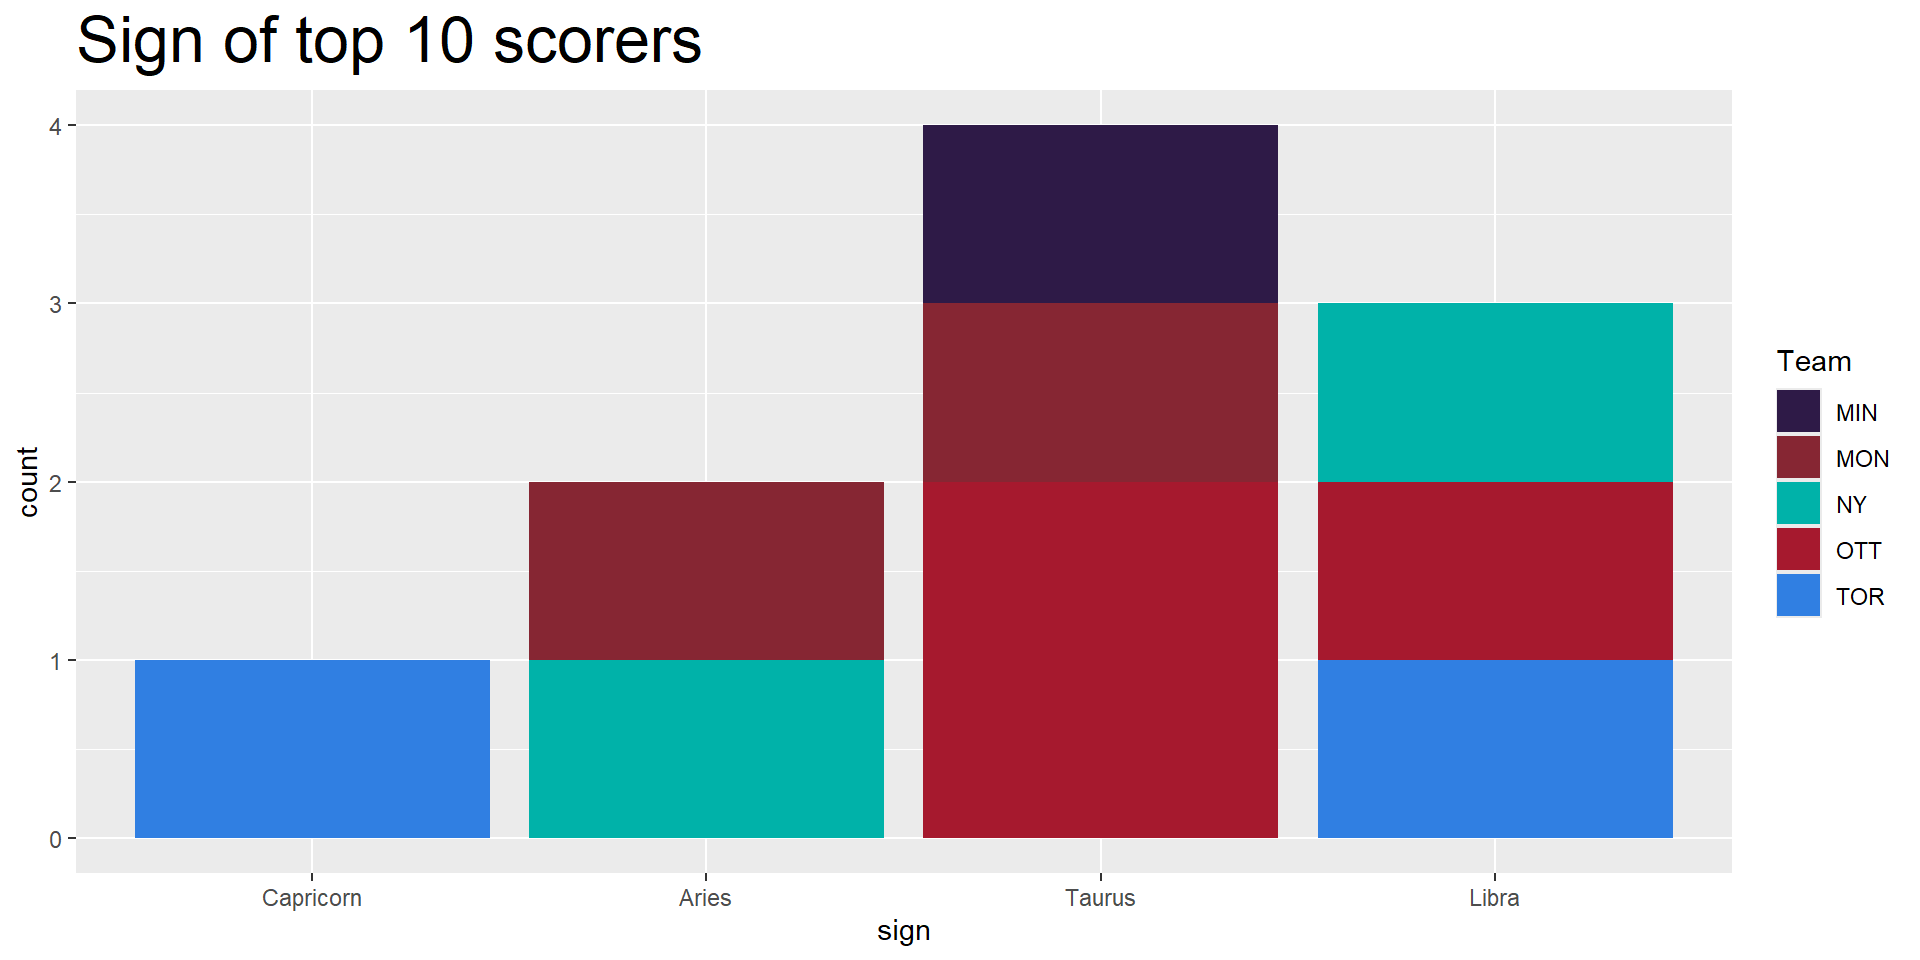 Sign of top 10 scorers
4
3
2
1
0
count
Capricorn Aries Taurus Libra
sign
Team
MIN
MON
NY
OTT
TOR